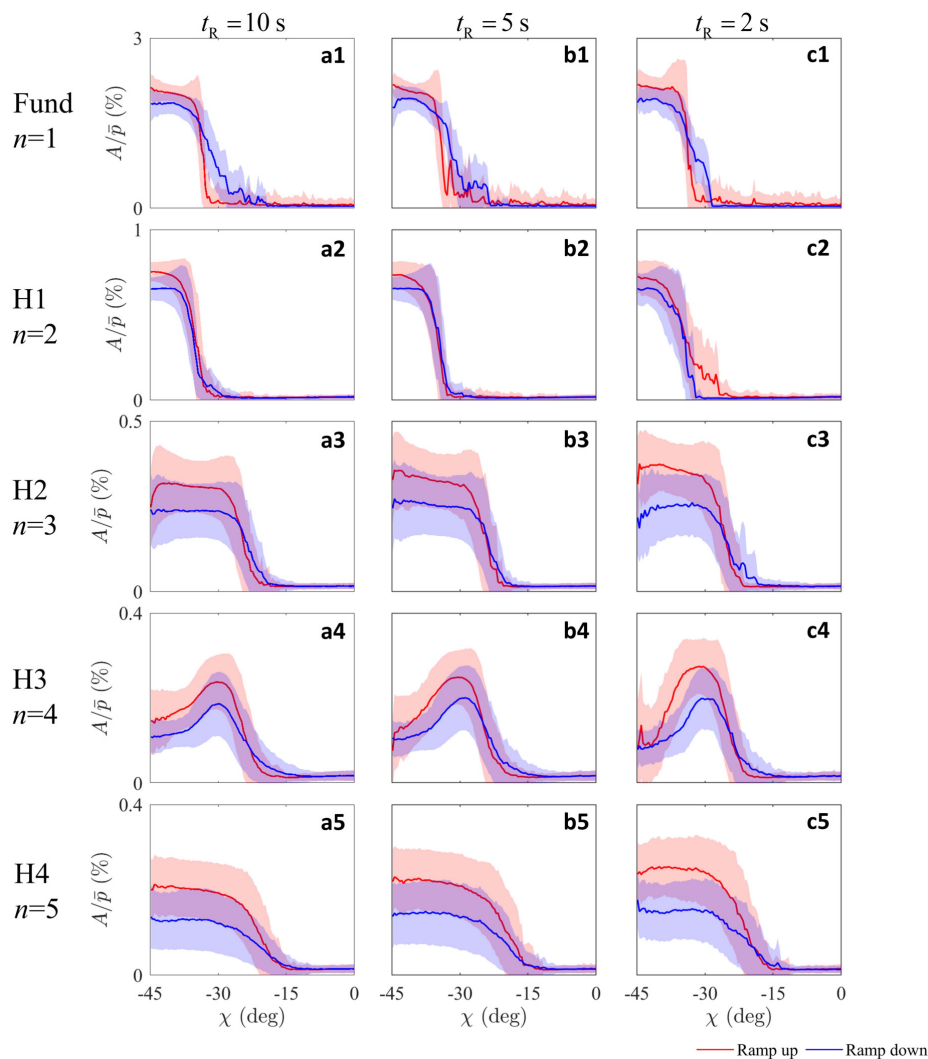 t_R = 10 s t_R = 5 s t_R = 2 s
3 a1 b1 c1
Fund
n=1
A/p̄ (%)
0
1 a2 b2 c2
H1
n=2
A/p̄ (%)
0
0.5 a3 b3 c3
H2
n=3
A/p̄ (%)
0
0.4 a4 b4 c4
H3
n=4
A/p̄ (%)
0
0.4 a5 b5 c5
H4
n=5
A/p̄ (%)
0
-45 -30 -15 0 -45 -30 -15 0 -45 -30 -15 0
χ (deg) χ (deg) χ (deg)
Ramp up Ramp down